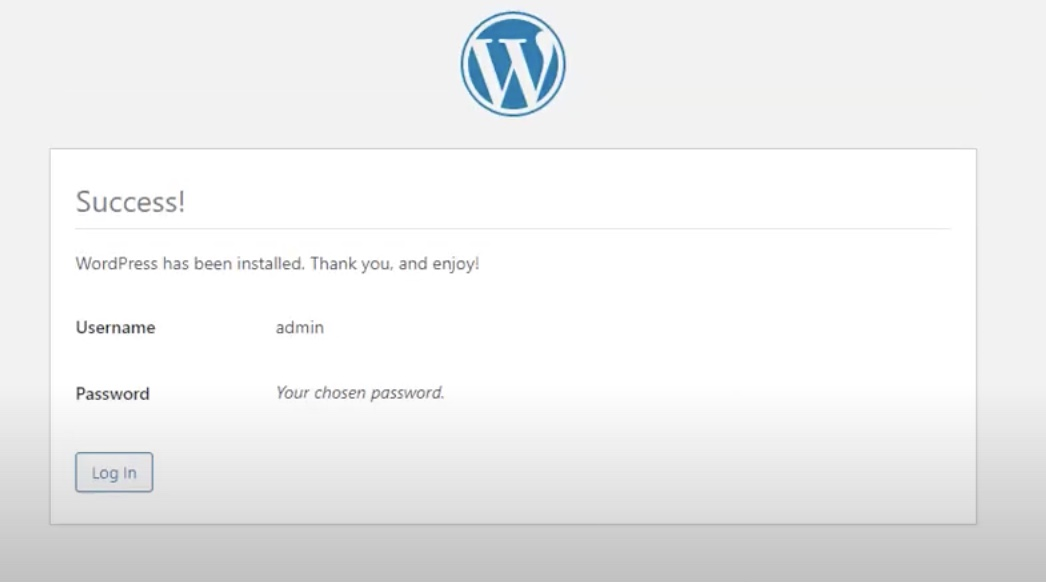 Success!
WordPress has been installed. Thank you, and enjoy!
Username admin
Password Your chosen password.
Log In